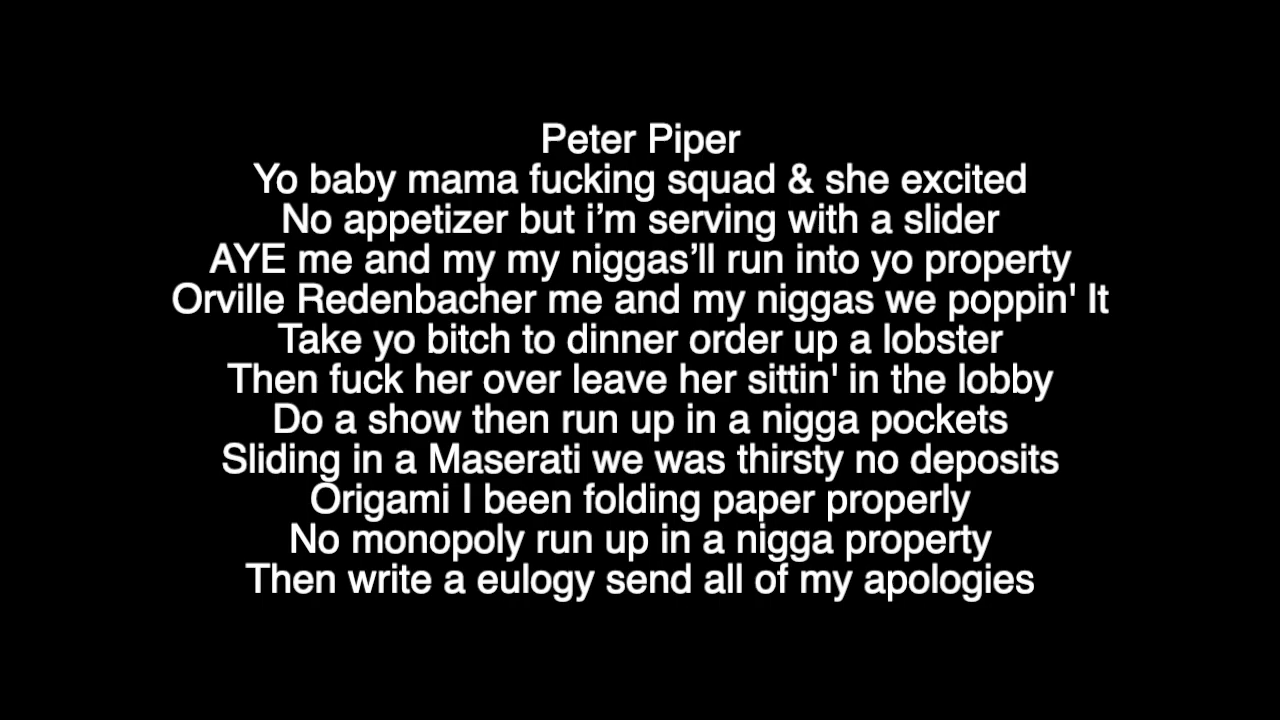 Peter Piper
Yo baby mama fucking squad & she excited
No appetizer but i’m serving with a slider
AYE me and my my niggas’ll run into yo property
Orville Redenbacher me and my niggas we poppin' It
Take yo bitch to dinner order up a lobster
Then fuck her over leave her sittin' in the lobby
Do a show then run up in a nigga pockets
Sliding in a Maserati we was thirsty no deposits
Origami I been folding paper properly
No monopoly run up in a nigga property
Then write a eulogy send all of my apologies